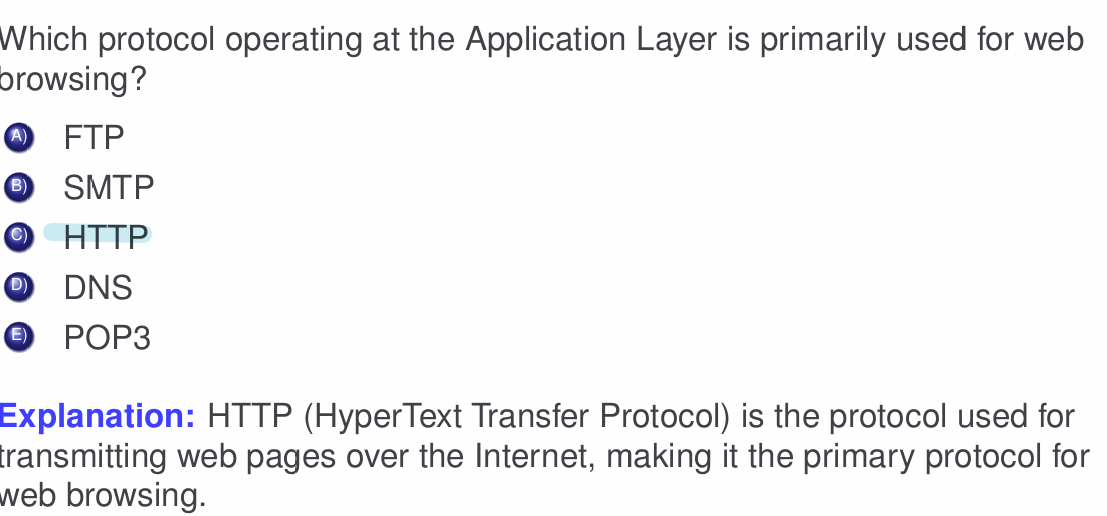 Which protocol operating at the Application Layer is primarily used for web
browsing?
A) FTP
B) SMTP
C) HTTP
D) DNS
E) POP3
Explanation: HTTP (HyperText Transfer Protocol) is the protocol used for
transmitting web pages over the Internet, making it the primary protocol for
web browsing.